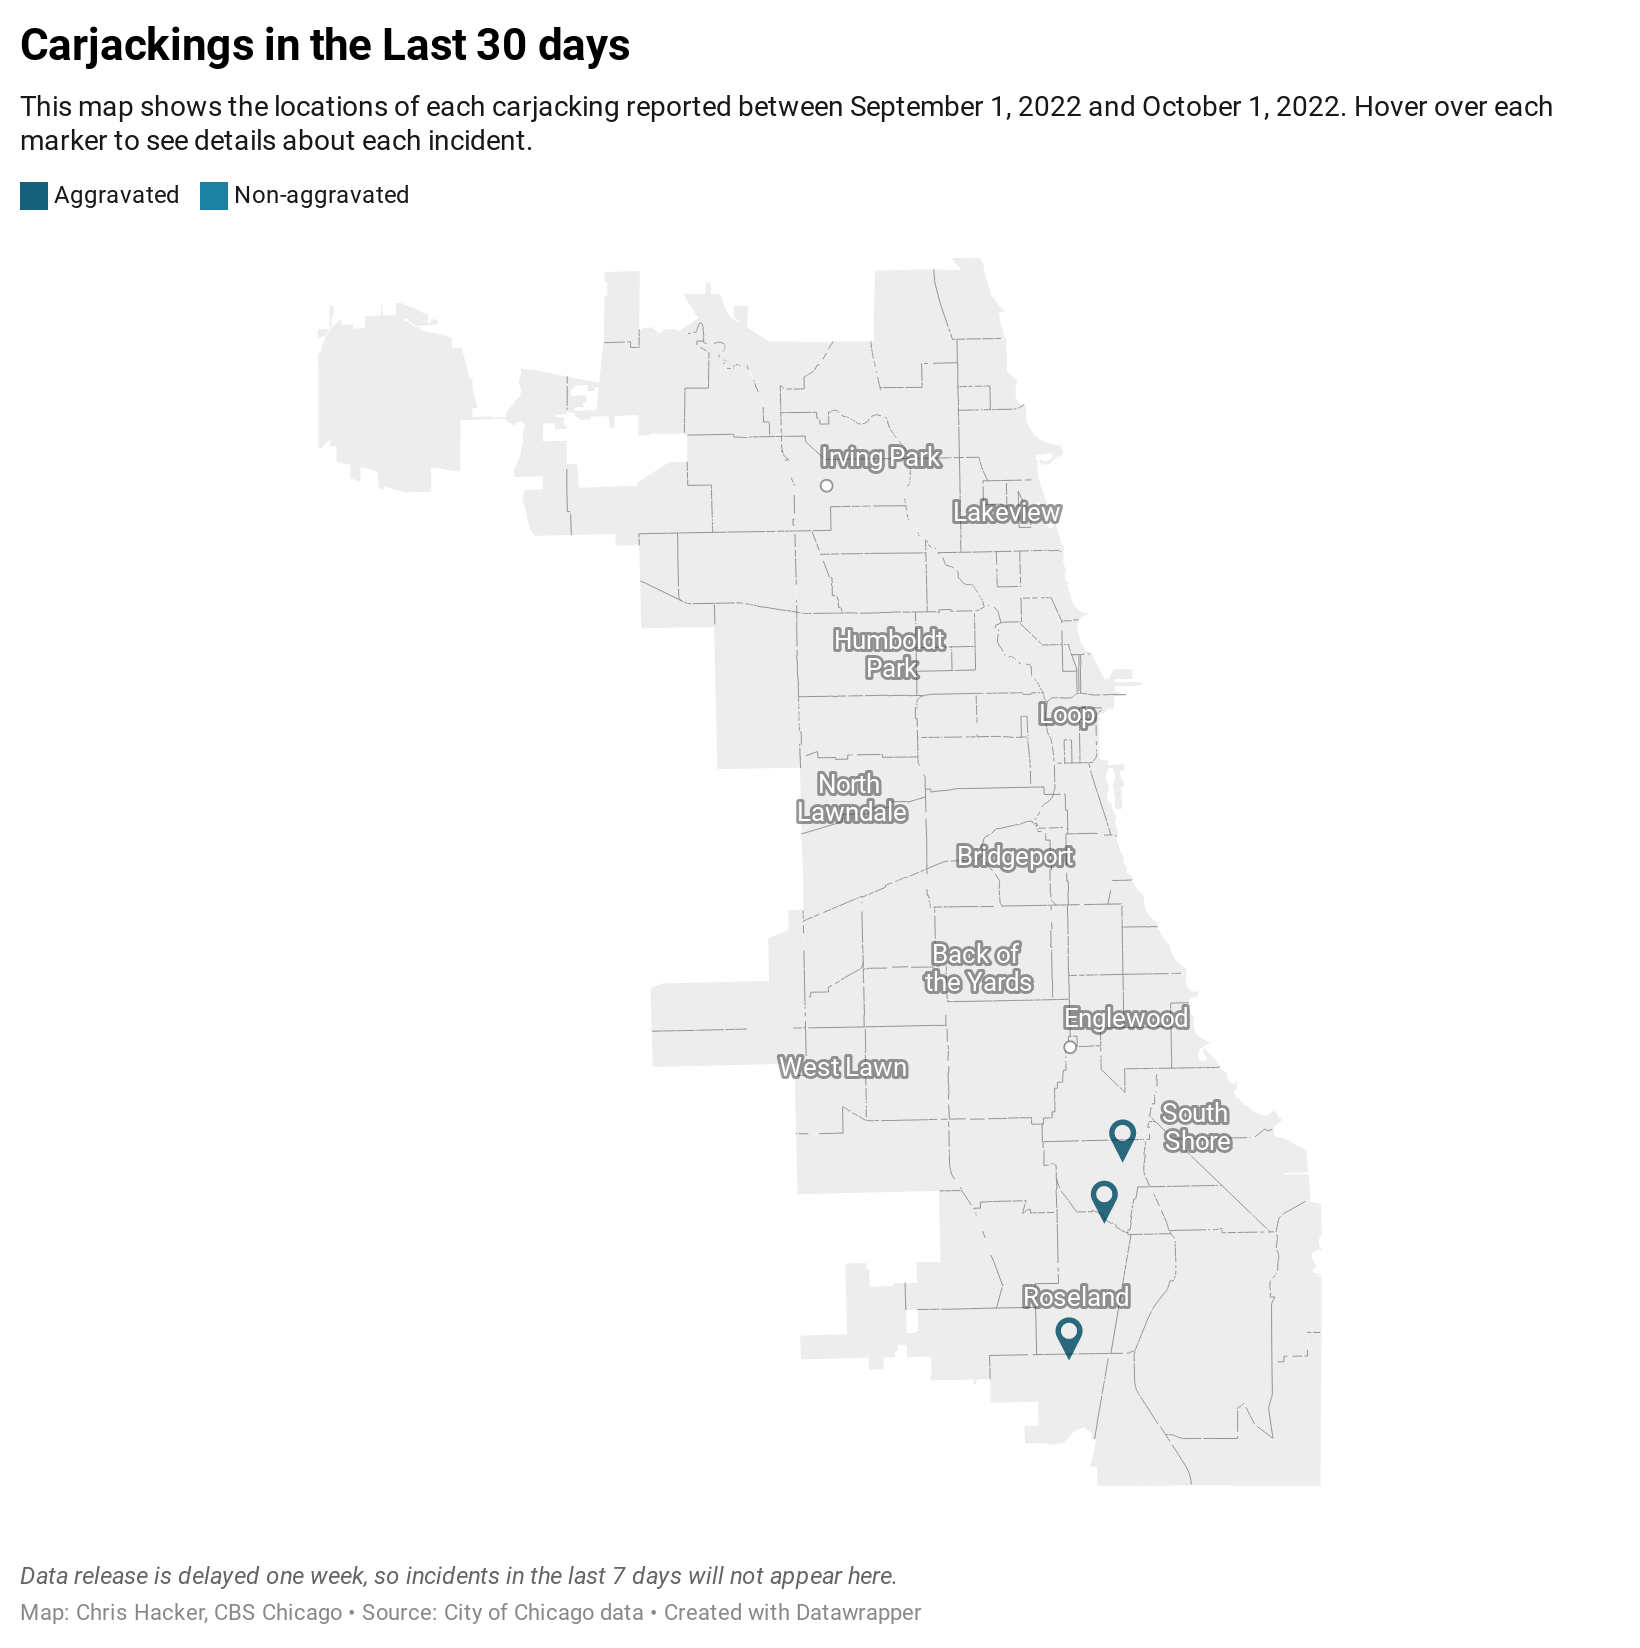 Carjackings in the Last 30 days
This map shows the locations of each carjacking reported between September 1, 2022 and October 1, 2022. Hover over each
marker to see details about each incident.
Aggravated Non-aggravated
Irving Park
Lakeview
Humboldt
Park
Loop
North
Lawndale
Bridgeport
Back of
the Yards
Englewood
West Lawn
South
Shore
Roseland
Data release is delayed one week, so incidents in the last 7 days will not appear here.
Map: Chris Hacker, CBS Chicago • Source: City of Chicago data • Created with Datawrapper